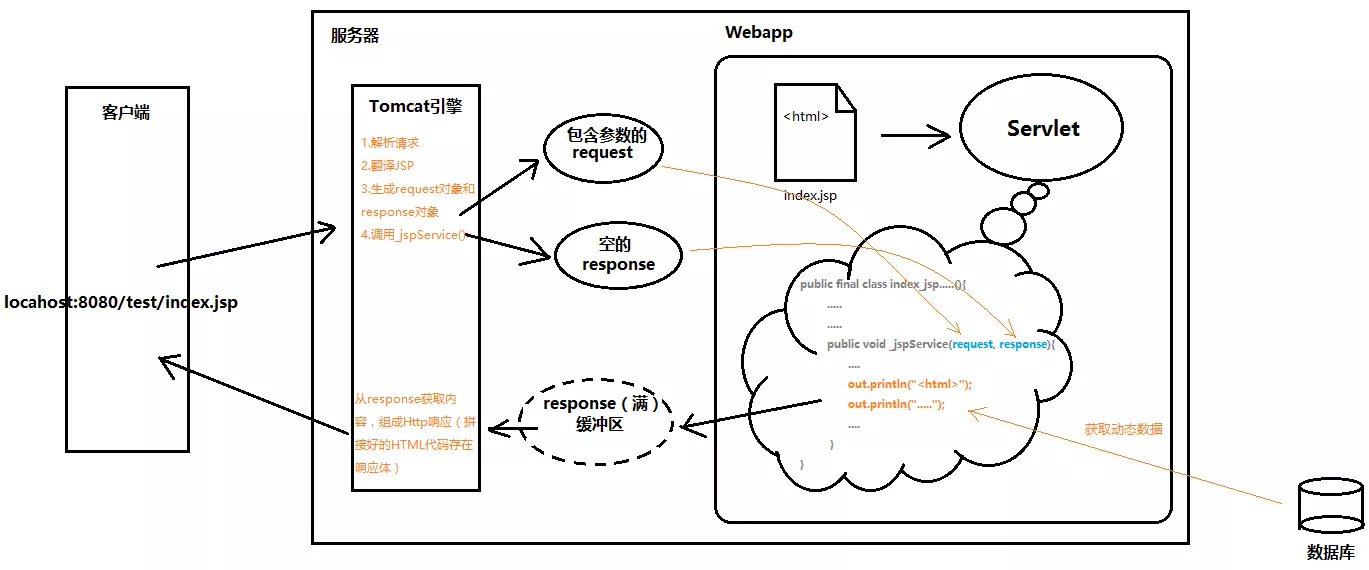 服务器
Webapp
客户端
locahost:8080/test/index.jsp
Tomcat引擎
1.解析请求
2.翻译JSP
3.生成request对象和
response对象
4.调用_jspService()
包含参数的
request
空的
response
<html>
index.jsp
Servlet
public final class index_jsp.....(){
.....
.....
public void _jspService(request, response){
....
out.println("<html>");
out.println(".....");
....
}
}
从response获取内
容，组成Http响应（拼
接好的HTML代码存在
响应体）
response（满）
缓冲区
获取动态数据
数据库